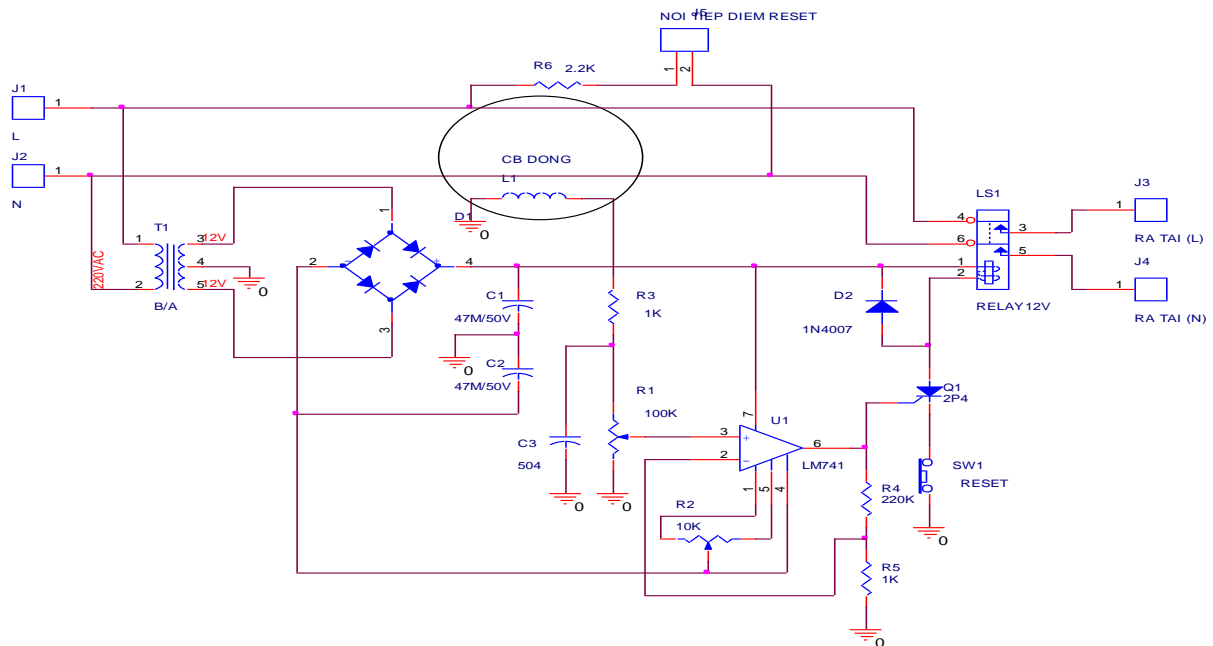 J5
NOI TIEP DIEM RESET
1
2
R6
2.2K
J1
1
L
J2
1
N
CB DONG
L1
0
T1
220VAC
1
2
3
4
5
12V
12V
0
B/A
D1
1
2
-
+
4
3
C1
47M/50V
0
C2
47M/50V
R3
1K
R1
100K
C3
504
0
0
R2
10K
U1
LM741
3
+
2
-
7
6
1
5
4
D2
1N4007
LS1
4
6
1
2
3
5
RELAY12V
J3
1
RA TAI (L)
J4
1
RA TAI (N)
Q1
2P4
SW1
RESET
0
R4
220K
R5
1K
0